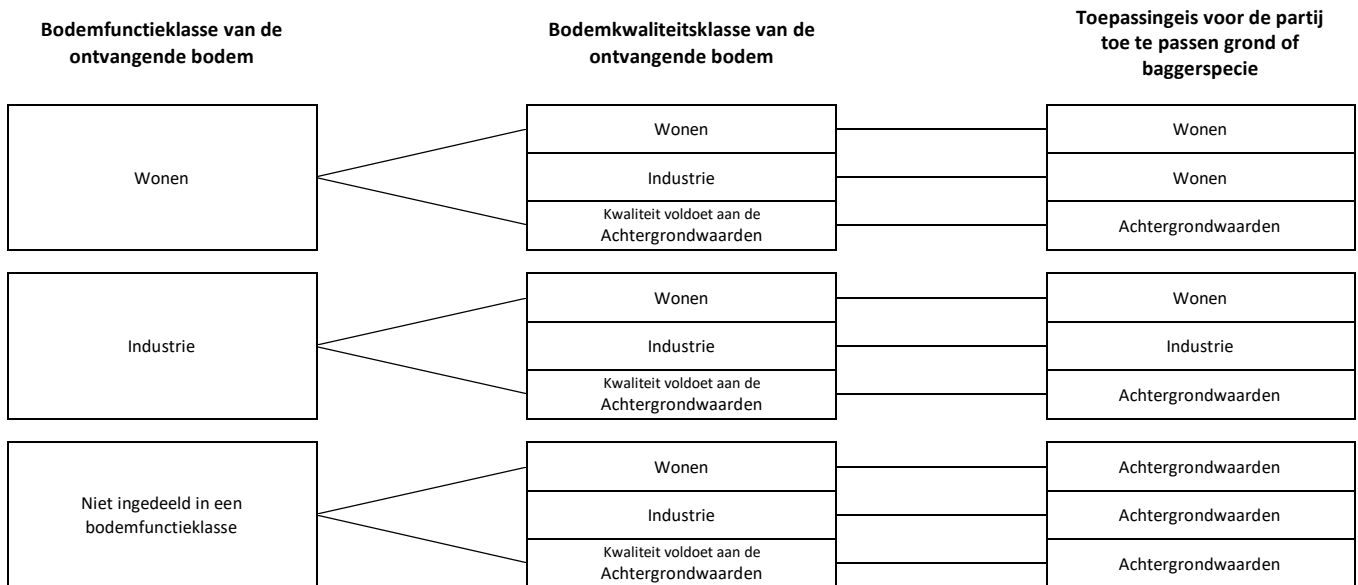 Bodemfunctieklasse van de
ontvangende bodem
Bodemkwaliteitsklasse van de
ontvangende bodem
Toepassingeis voor de partij
toe te passen grond of
baggerspecie
Wonen
Wonen
Wonen
Industrie
Wonen
Kwaliteit voldoet aan de
Achtergrondwaarden
Achtergrondwaarden
Industrie
Wonen
Wonen
Industrie
Industrie
Kwaliteit voldoet aan de
Achtergrondwaarden
Achtergrondwaarden
Niet ingedeeld in een
bodemfunctieklasse
Wonen
Achtergrondwaarden
Industrie
Achtergrondwaarden
Kwaliteit voldoet aan de
Achtergrondwaarden
Achtergrondwaarden